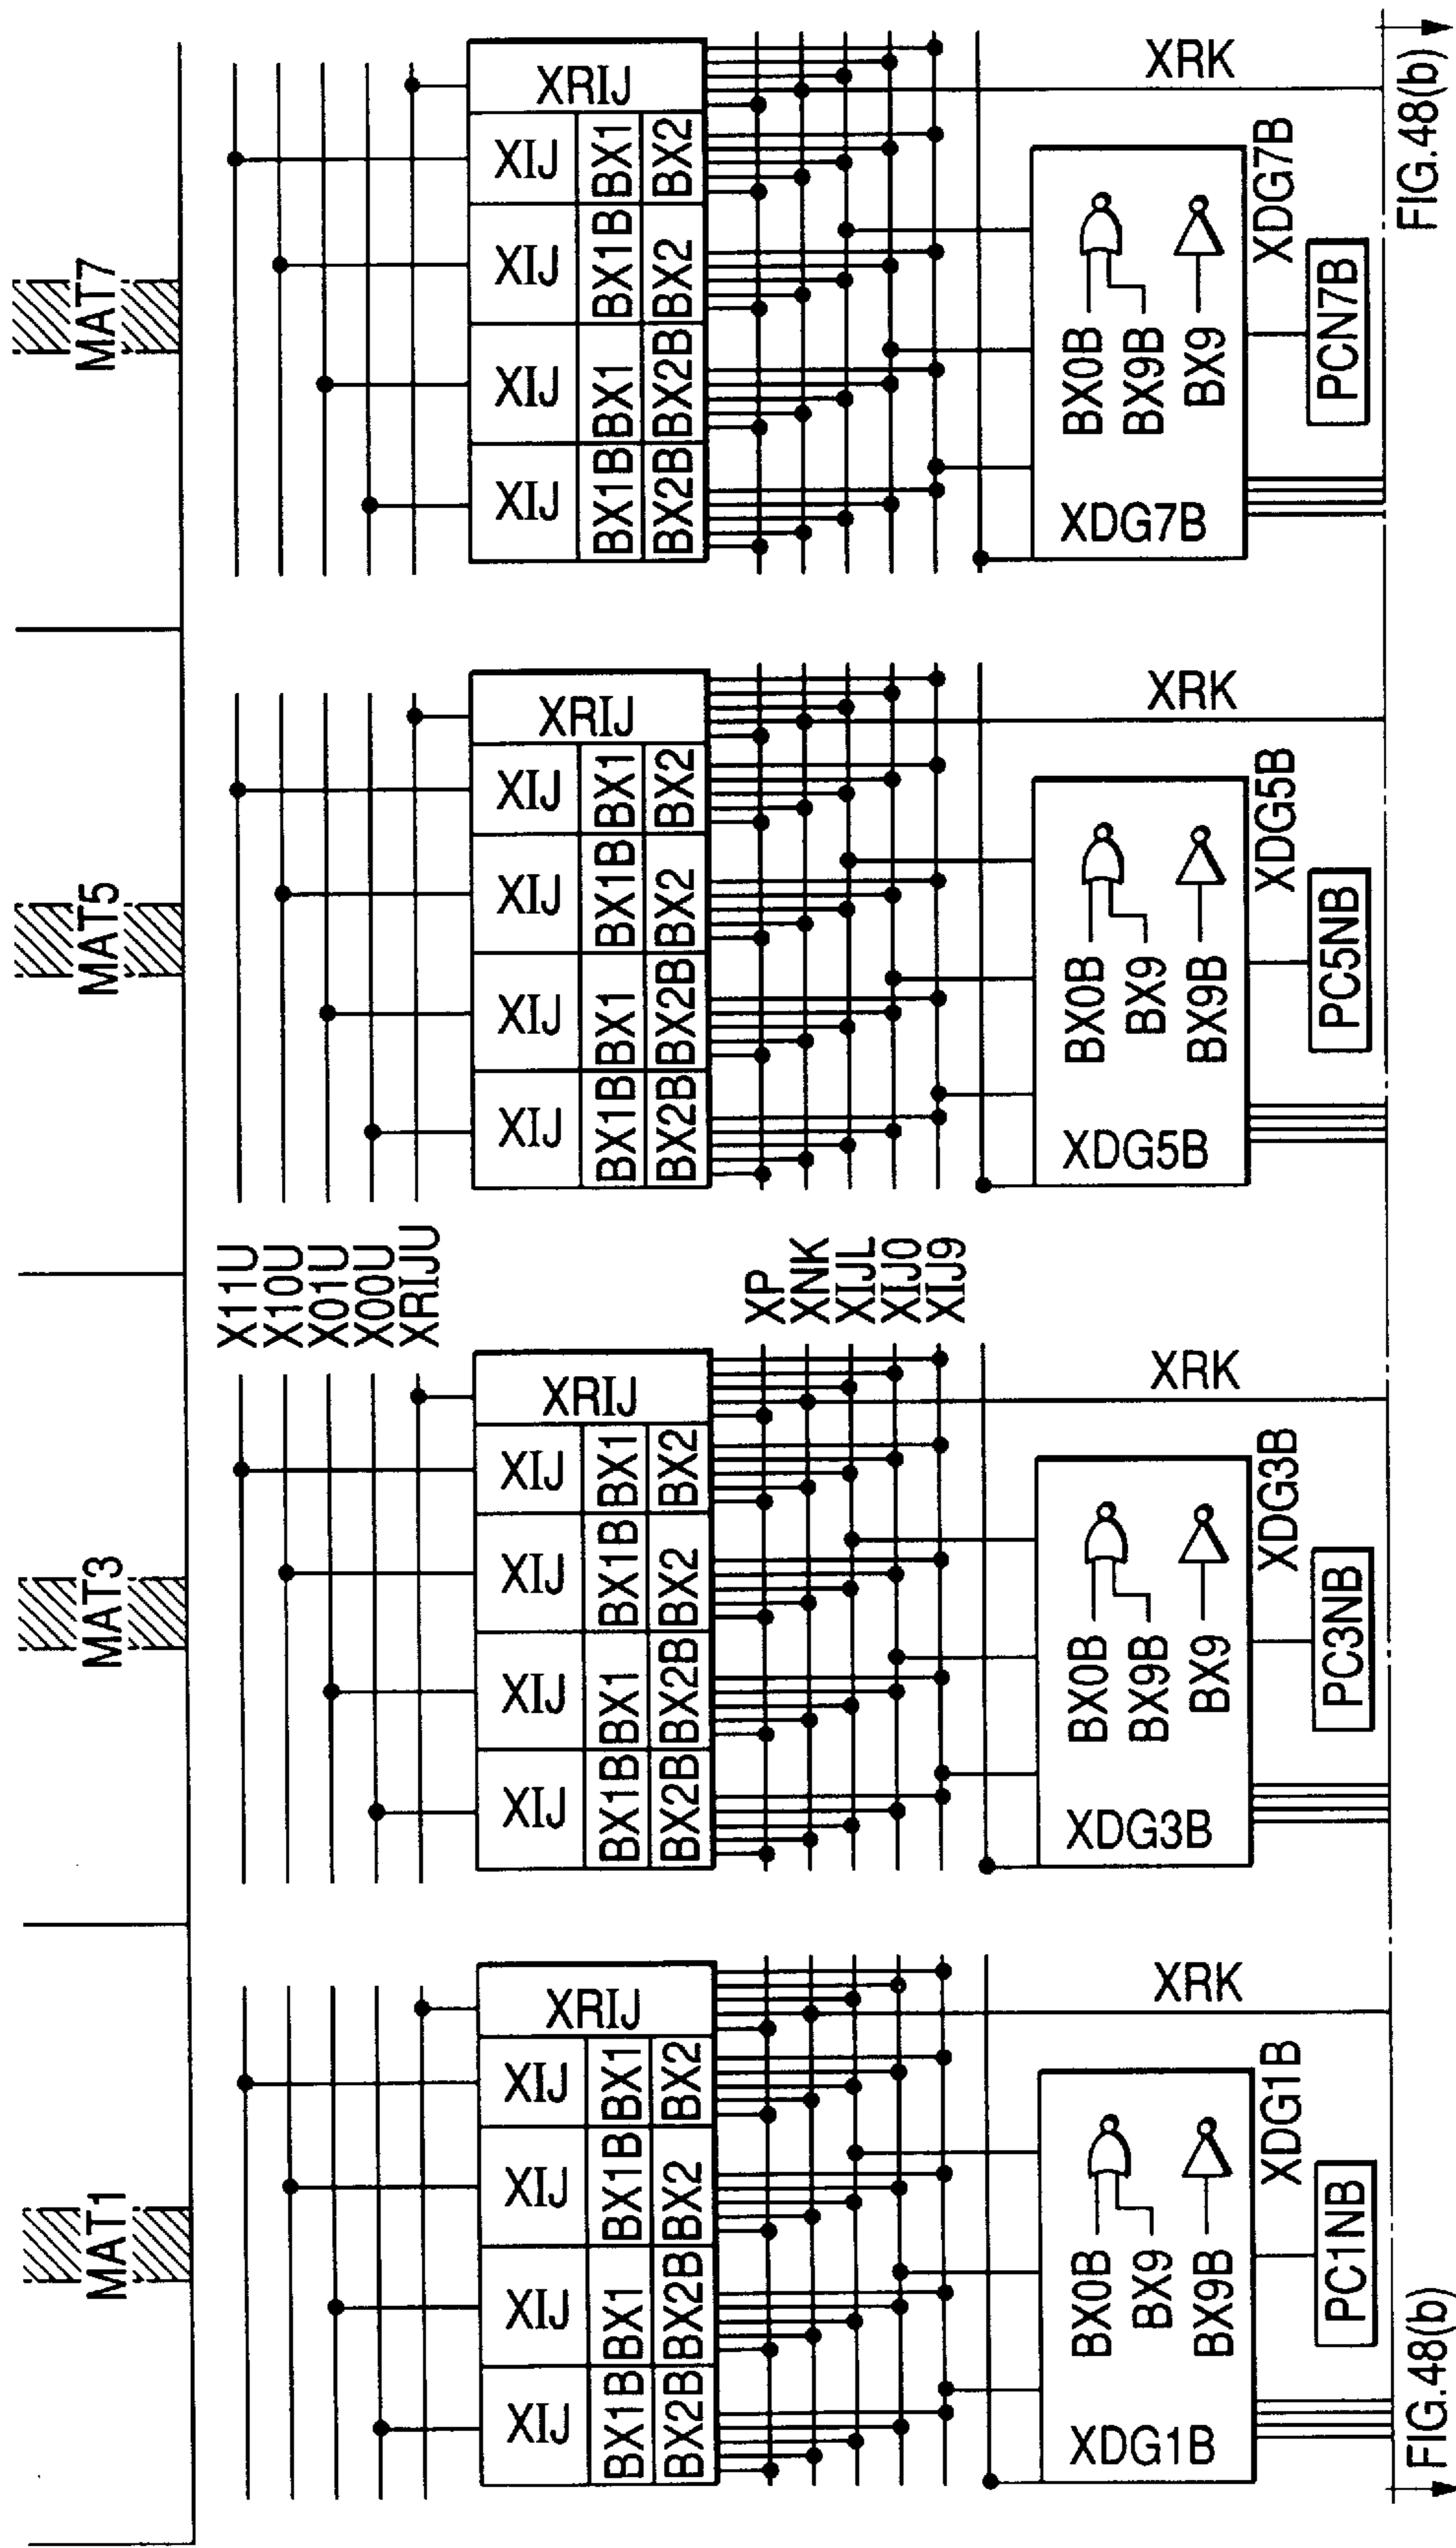 MAT1
MAT3
MAT5
MAT7
X11U
X10U
X01U
X00U
XRIJU
XIJ
XIJ
XIJ
XIJ
XRIJ
BX1B
BX1
BX1B
BX1
BX2B
BX2B
BX2
BX2
XIJ
XIJ
XIJ
XIJ
XRIJ
BX1B
BX1
BX1B
BX1
BX2B
BX2B
BX2
BX2
XIJ
XIJ
XIJ
XIJ
XRIJ
BX1B
BX1
BX1B
BX1
BX2B
BX2B
BX2
BX2
XIJ
XIJ
XIJ
XIJ
XRIJ
BX1B
BX1
BX1B
BX1
BX2B
BX2B
BX2
BX2
XP
XNK
XIJL
XIJ0
XIJ9
XDG1B
BX0B
BX9
BX9B
XDG1B
PC1NB
XRK
XDG3B
BX0B
BX9B
BX9
XDG3B
PC3NB
XRK
XDG5B
BX0B
BX9
BX9B
XDG5B
PC5NB
XRK
XDG7B
BX0B
BX9B
BX9
XDG7B
PCN7B
XRK
FIG.48(b)
FIG.48(b)